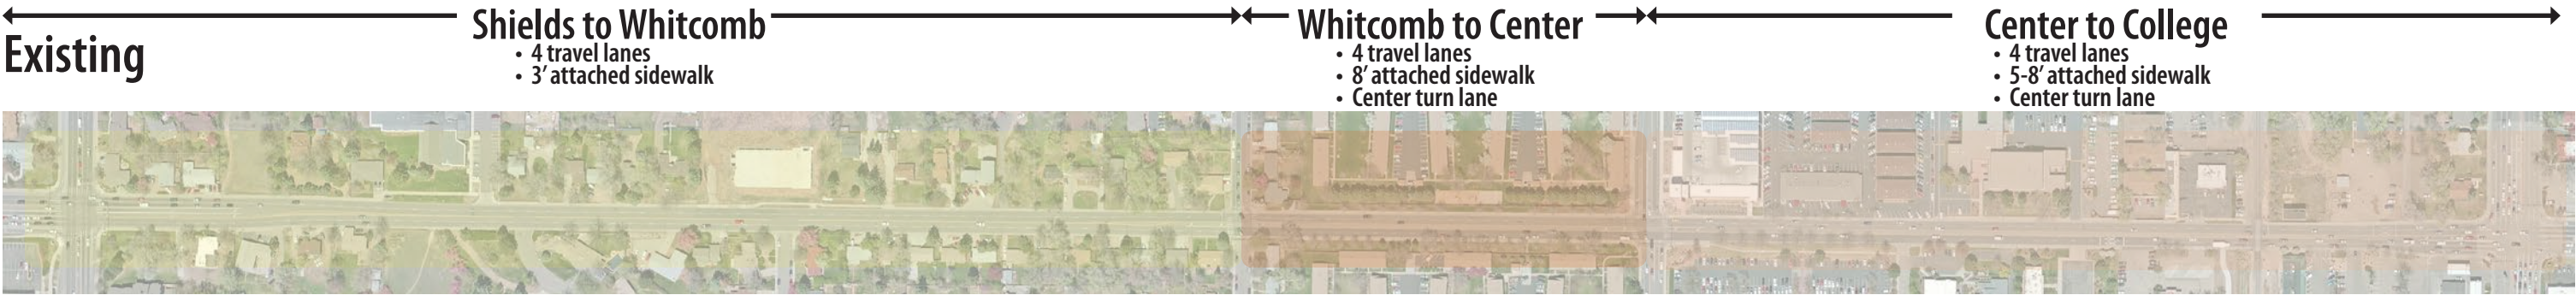 Existing
Shields to Whitcomb
• 4 travel lanes
• 3’ attached sidewalk
Whitcomb to Center
• 4 travel lanes
• 8’ attached sidewalk
• Center turn lane
Center to College
• 4 travel lanes
• 5-8’ attached sidewalk
• Center turn lane